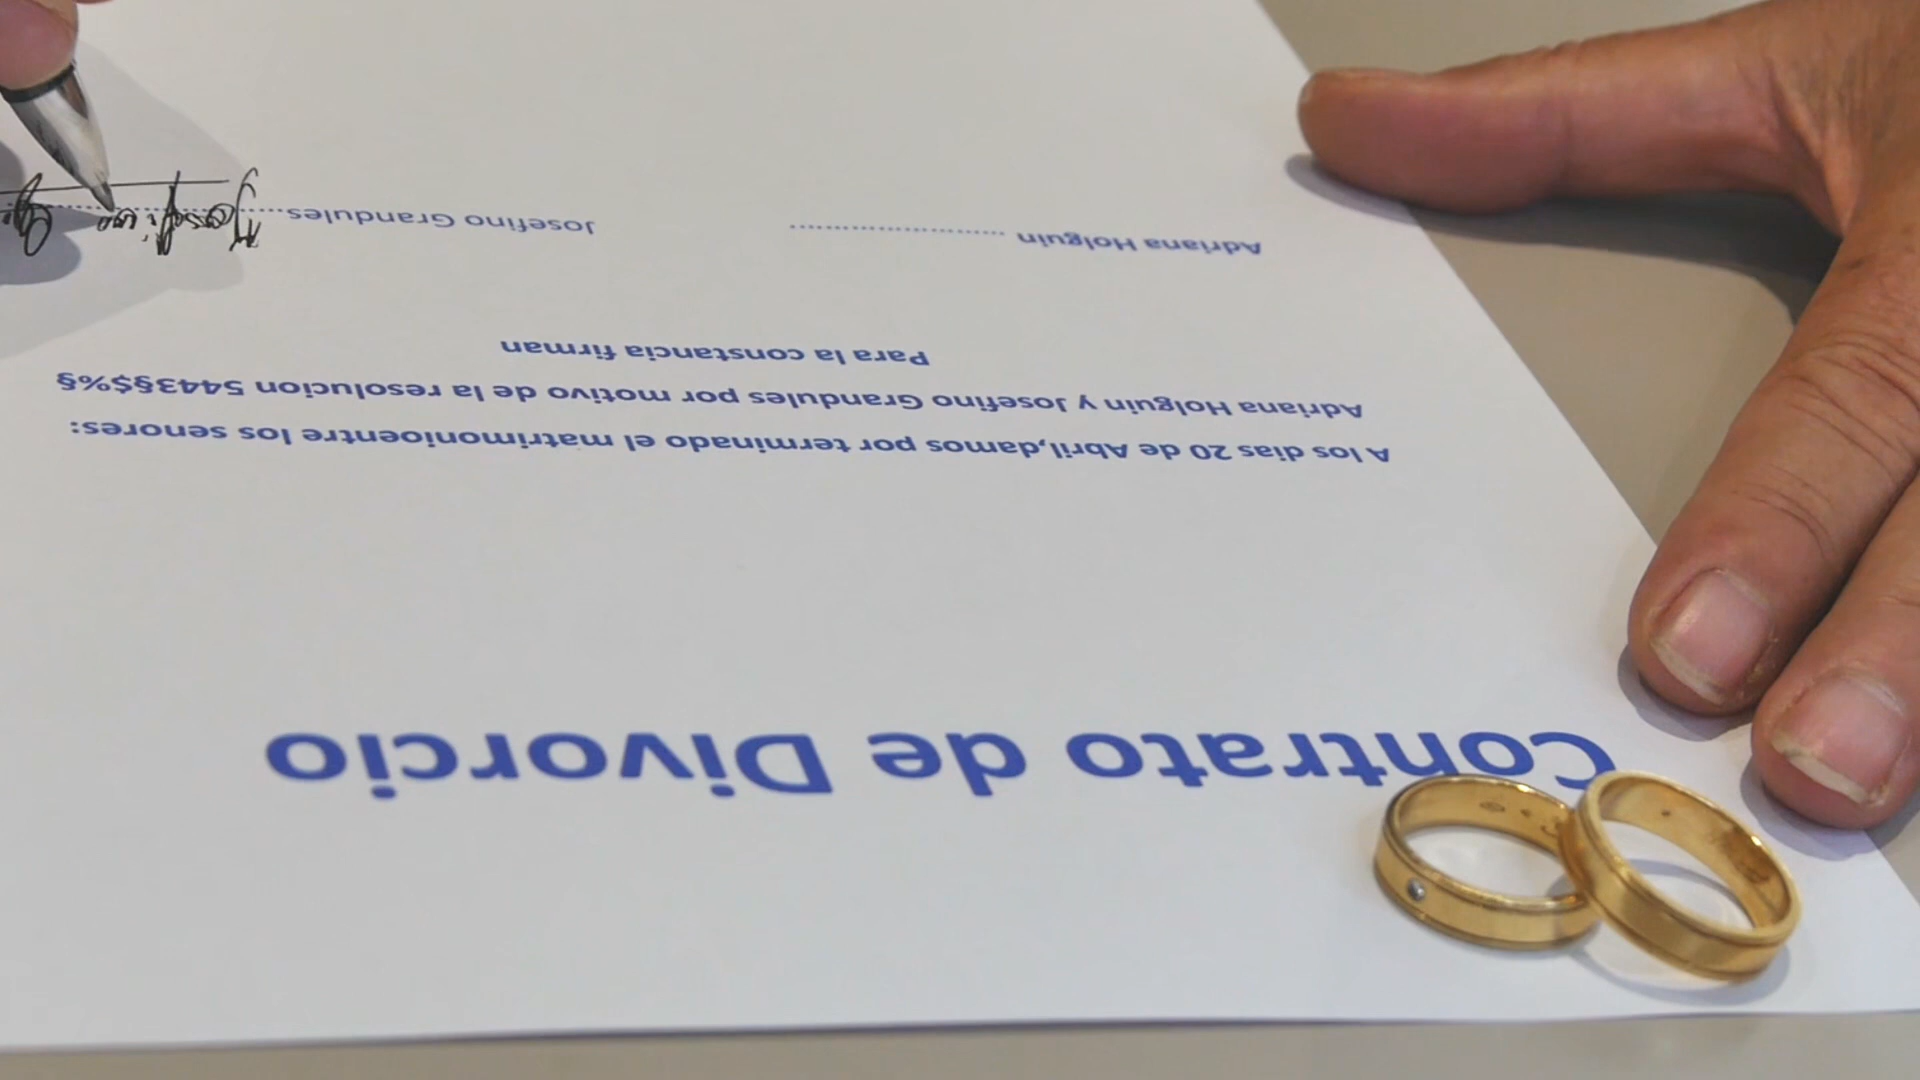 Contrato de Divorcio
A los dias 20 de Abril,damos por terminado el matrimonioentre los senores:
Adriana Holguin y Josefino Grandules por motivo de la resolucion 5443§$%§
Para la constancia firman
Adriana Holguin ........................ Josefino Grandules........................